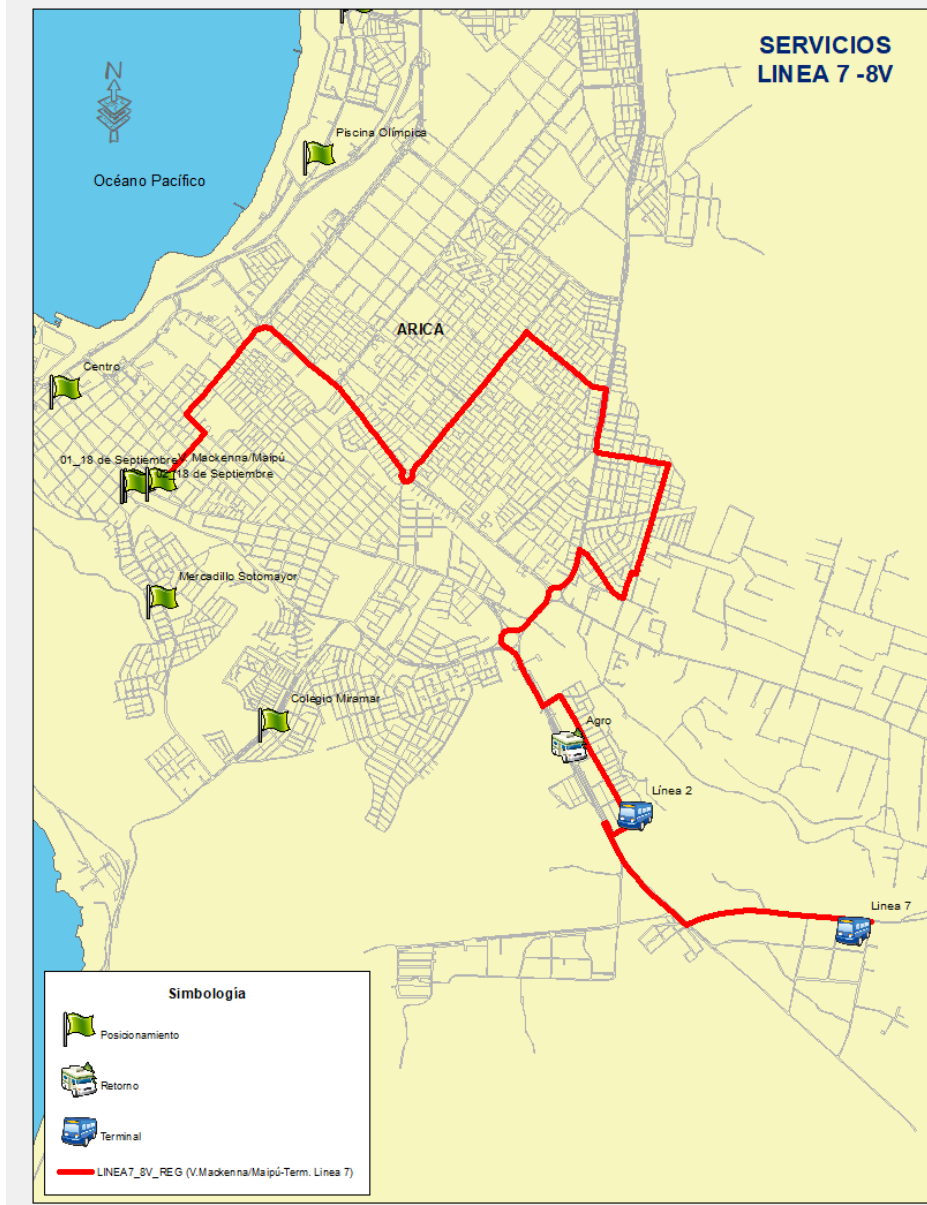 SERVICIOS
LINEA 7 -8V
N
Piscina Olímpica
Océano Pacífico
ARICA
Centro
01_18 de Septiembre
V. Mackenna/Maipú
02_18 de Septiembre
Mercadillo Sotomayor
Colegio Miramar
Agro
Línea 2
Linea 7
Simbología
Posicionamiento
Retorno
Terminal
LINEA7_8V_REG (V.Mackenna/Maipú-Term. Linea 7)